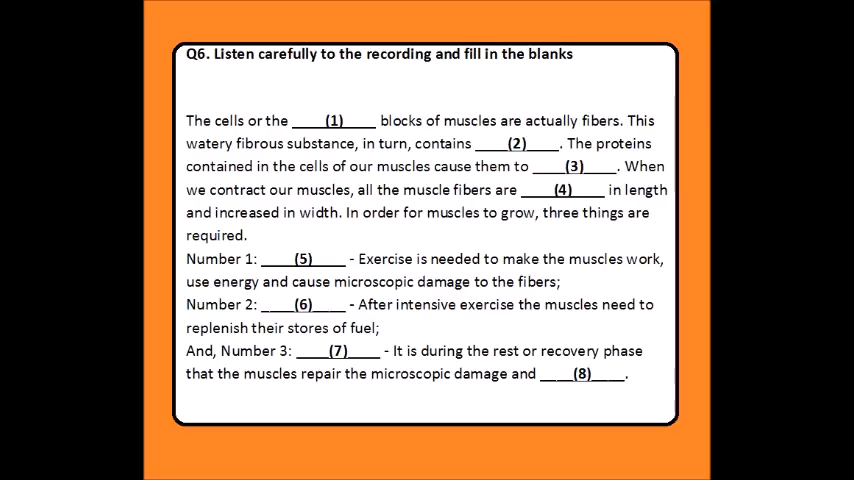 Q6. Listen carefully to the recording and fill in the blanks
The cells or the ____(1)____ blocks of muscles are actually fibers. This
watery fibrous substance, in turn, contains ____(2)____. The proteins
contained in the cells of our muscles cause them to ____(3)____. When
we contract our muscles, all the muscle fibers are ____(4)____ in length
and increased in width. In order for muscles to grow, three things are
required.
Number 1: ____(5)____ - Exercise is needed to make the muscles work,
use energy and cause microscopic damage to the fibers;
Number 2: ____(6)____ - After intensive exercise the muscles need to
replenish their stores of fuel;
And, Number 3: ____(7)____ - It is during the rest or recovery phase
that the muscles repair the microscopic damage and ____(8)____.